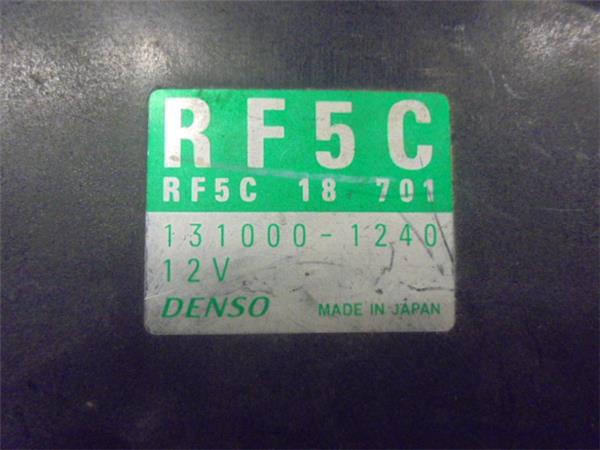 RF5C
RF5C 18 701
131000-1240
12V
DENSO MADE IN JAPAN